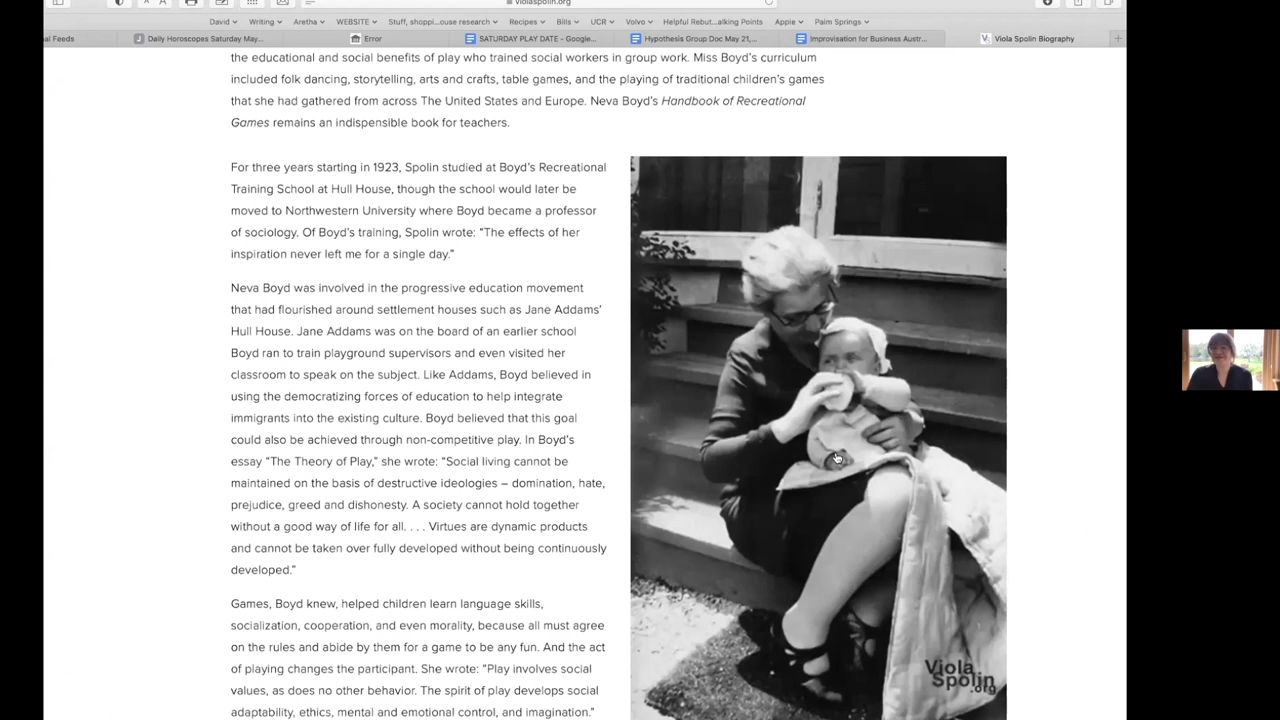 violaspolin.org
David
Writing
Aretha
WEBSITE
Stuff, shoppi...ouse research
Recipes
Bills
UCR
Volvo
Helpful Rebut...alking Points
Apple
Palm Springs
al Feeds
Daily Horoscopes Saturday May...
Error
SATURDAY PLAY DATE - Google...
Hypothesis Group Doc May 21,...
Improvisation for Business Austr...
Viola Spolin Biography
the educational and social benefits of play who trained social workers in group work. Miss Boyd's curriculum
included folk dancing, storytelling, arts and crafts, table games, and the playing of traditional children's games
that she had gathered from across The United States and Europe. Neva Boyd's Handbook of Recreational
Games remains an indispensible book for teachers.
For three years starting in 1923, Spolin studied at Boyd's Recreational
Training School at Hull House, though the school would later be
moved to Northwestern University where Boyd became a professor
of sociology. Of Boyd's training, Spolin wrote: “The effects of her
inspiration never left me for a single day.”
Neva Boyd was involved in the progressive education movement
that had flourished around settlement houses such as Jane Addams'
Hull House. Jane Addams was on the board of an earlier school
Boyd ran to train playground supervisors and even visited her
classroom to speak on the subject. Like Addams, Boyd believed in
using the democratizing forces of education to help integrate
immigrants into the existing culture. Boyd believed that this goal
could also be achieved through non-competitive play. In Boyd's
essay “The Theory of Play,” she wrote: “Social living cannot be
maintained on the basis of destructive ideologies – domination, hate,
prejudice, greed and dishonesty. A society cannot hold together
without a good way of life for all. . . . Virtues are dynamic products
and cannot be taken over fully developed without being continuously
developed.”
Games, Boyd knew, helped children learn language skills,
socialization, cooperation, and even morality, because all must agree
on the rules and abide by them for a game to be any fun. And the act
of playing changes the participant. She wrote: “Play involves social
values, as does no other behavior. The spirit of play develops social
adaptability, ethics, mental and emotional control, and imagination.”
Viola
Spolin
.org